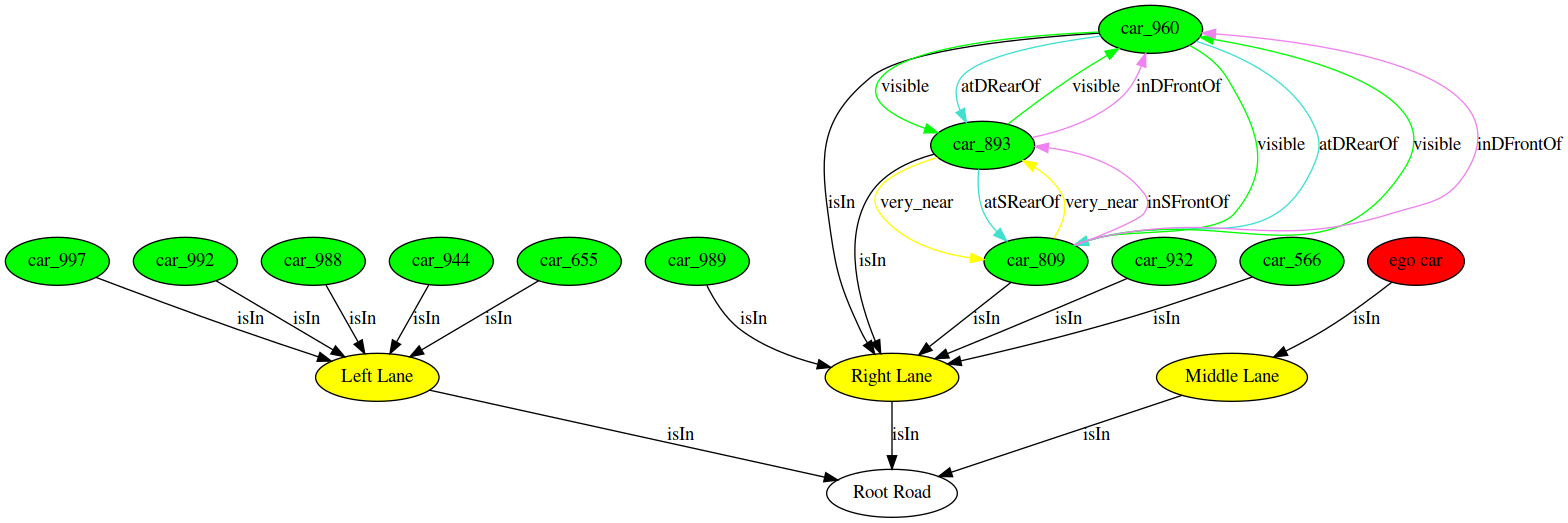 car_960
visible
atDRearOf
visible
inDFrontOf
car_893
visible
atDRearOf
visible
inDFrontOf
isIn
very_near
atSRearOf
very_near
inSFrontOf
car_997
car_992
car_988
car_944
car_655
car_989
isIn
car_809
car_932
car_566
ego car
isIn
isIn
isIn
isIn
isIn
isIn
isIn
isIn
isIn
isIn
Left Lane
Right Lane
Middle Lane
isIn
isIn
isIn
Root Road